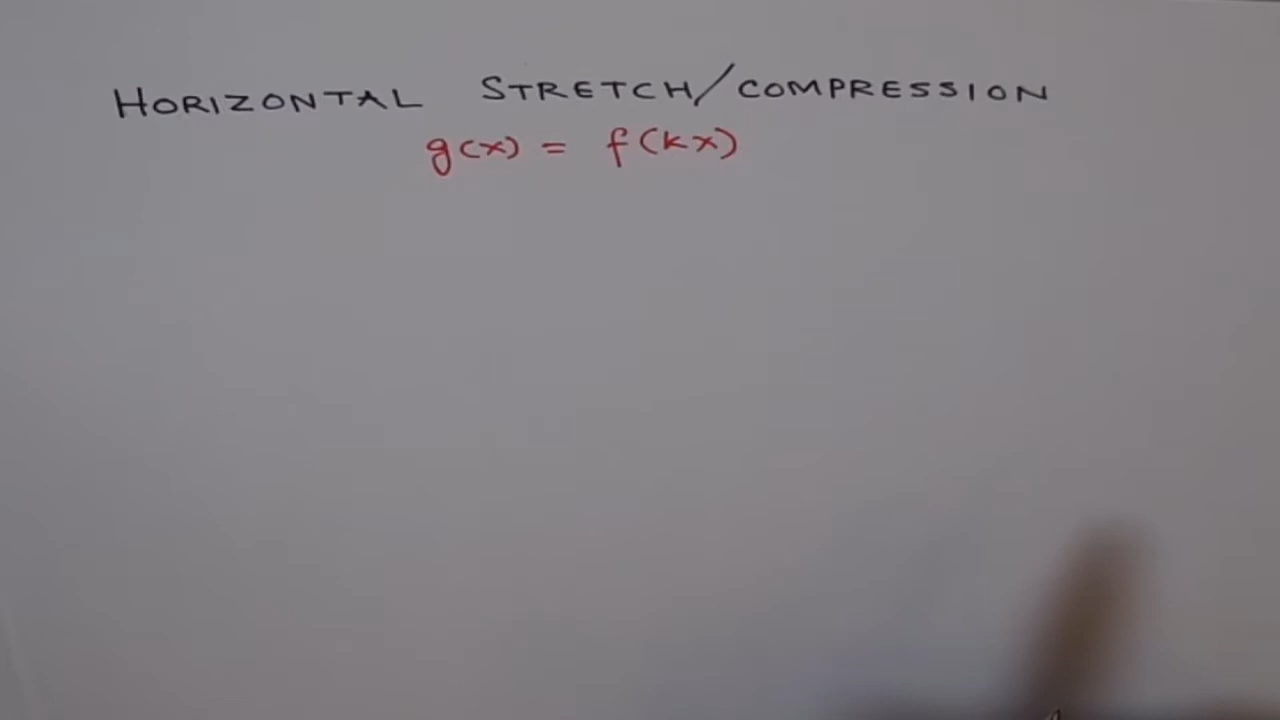 HORIZONTAL STRETCH/COMPRESSION
g(x) = f(kx)